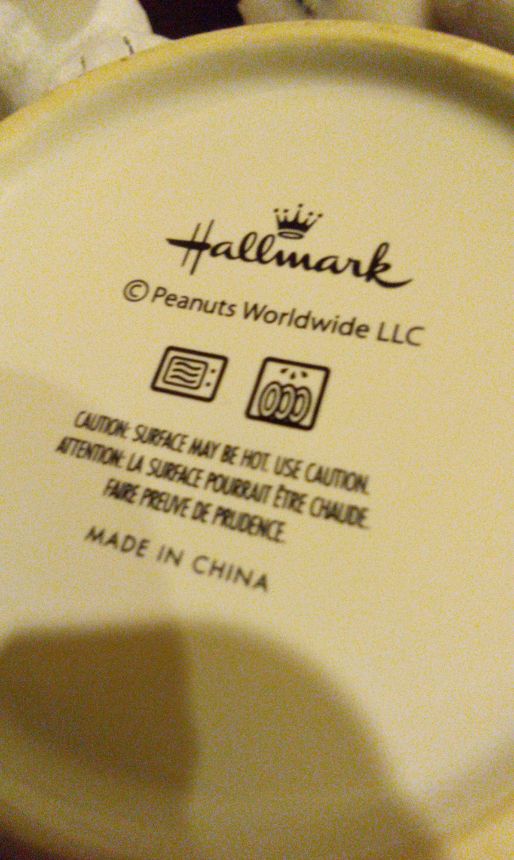 Hallmark
© Peanuts Worldwide LLC
CAUTION: SURFACE MAY BE HOT. USE CAUTION.
ATTENTION: LA SURFACE POURRAIT ÊTRE CHAUDE.
FAIRE PREUVE DE PRUDENCE.
MADE IN CHINA